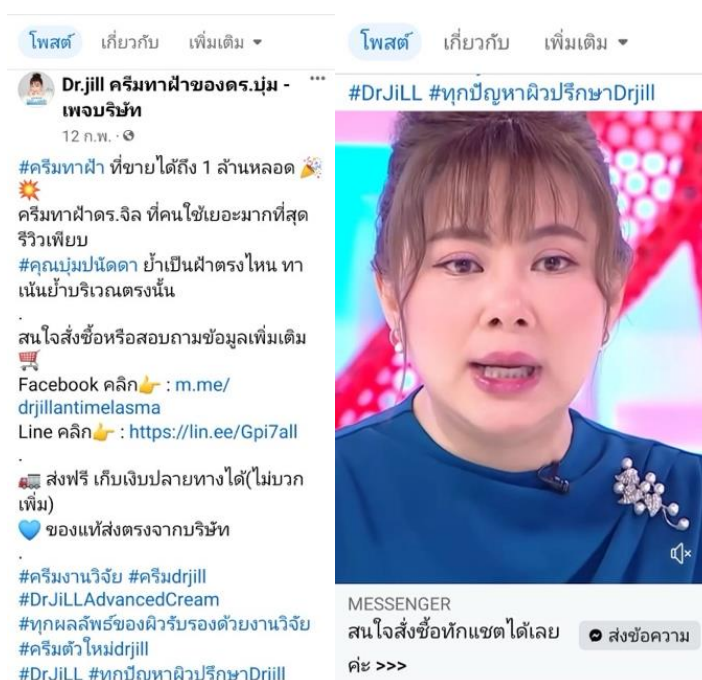 โพสต์ เกี่ยวกับ เพิ่มเติม
Dr.jill ครีมทาฝ้าของดร.บุ่ม -
เพจบริษัท
12 ก.พ. ·
#ครีมทาฝ้า ที่ขายได้ถึง 1 ล้านหลอด 🎉
💥
ครีมทาฝ้าดร.จิล ที่คนใช้เยอะมากที่สุด
รีวิวเพียบ
#คุณบุ่มปนัดดา ย้ำเป็นฝ้าตรงไหน ทา
เน้นย้ำบริเวณตรงนั้น
.
สนใจสั่งซื้อหรือสอบถามข้อมูลเพิ่มเติม
🛒
Facebook คลิก👉 : m.me/
drjillantimelasma
Line คลิก👉 : https://lin.ee/Gpi7all
.
🚛 ส่งฟรี เก็บเงินปลายทางได้(ไม่บวก
เพิ่ม)
💙 ของแท้ส่งตรงจากบริษัท
.
#ครีมงานวิจัย #ครีมdrjill
#DrJiLLAdvancedCream
#ทุกผลลัพธ์ของผิวรับรองด้วยงานวิจัย
#ครีมตัวใหม่drjill
#DrJiLL #ทุกปัญหาผิวปรึกษาDrjill
โพสต์ เกี่ยวกับ เพิ่มเติม
#DrJiLL #ทุกปัญหาผิวปรึกษาDrjill
MESSENGER
สนใจสั่งซื้อทักแชตได้เลย
ค่ะ >>>
ส่งข้อความ